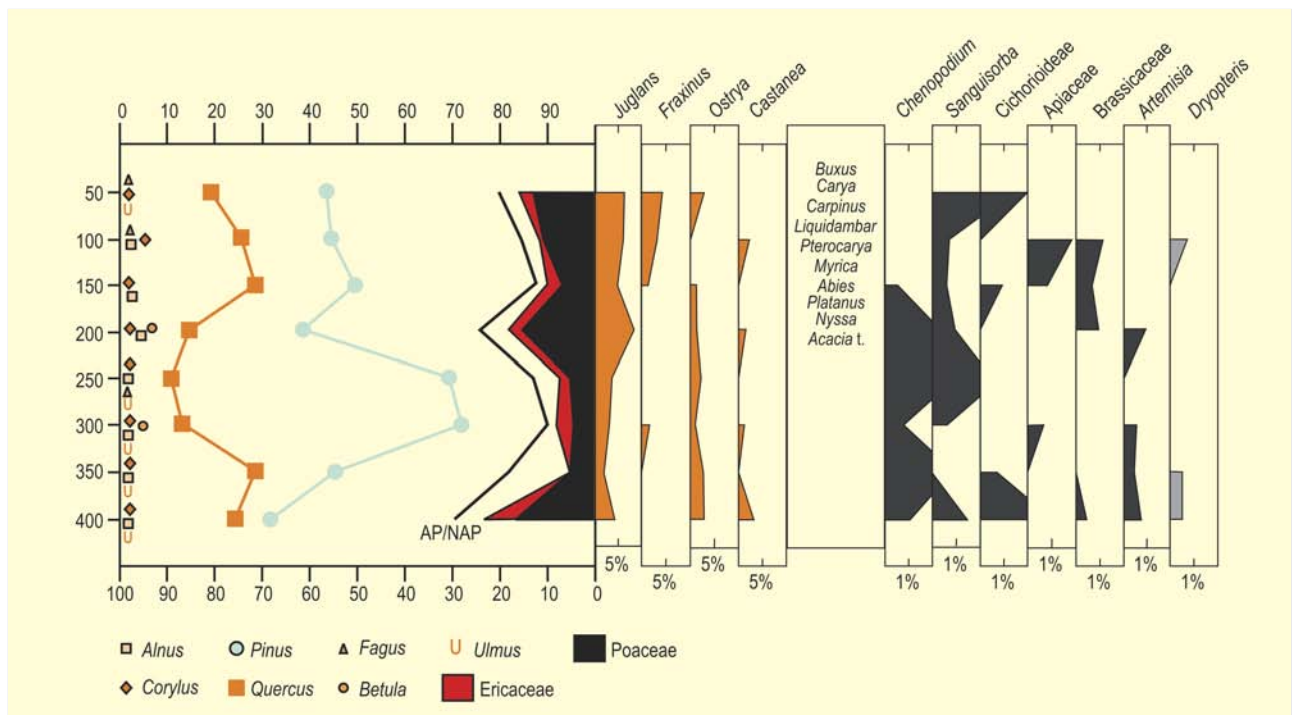 0 10 20 30 40 50 60 70 80 90
Juglans
Fraxinus
Ostrya
Castanea
Chenopodium
Sanguisorba
Cichorioideae
Apiaceae
Brassicaceae
Artemisia
Dryopteris
50
100
150
200
250
300
350
400
U
U
U
U
U
U
AP/NAP
Buxus
Carya
Carpinus
Liquidambar
Pterocarya
Myrica
Abies
Platanus
Nyssa
Acacia t.
5% 5% 5% 5% 1% 1% 1% 1% 1% 1% 1%
100 90 80 70 60 50 40 30 20 10 0
Alnus Pinus Fagus U Ulmus Poaceae
Corylus Quercus Betula Ericaceae